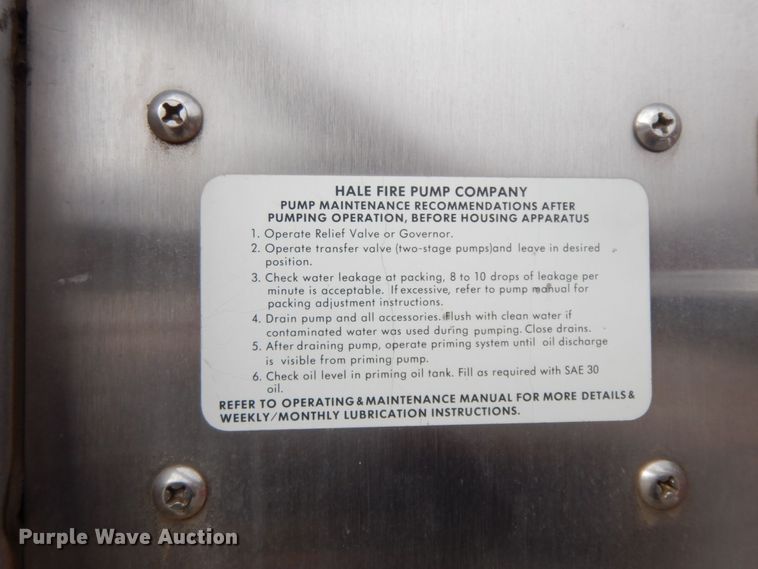 HALE FIRE PUMP COMPANY
PUMP MAINTENANCE RECOMMENDATIONS AFTER
PUMPING OPERATION, BEFORE HOUSING APPARATUS
1. Operate Relief Valve or Governor.
2. Operate transfer valve (two-stage pumps)and leave in desired
position.
3. Check water leakage at packing, 8 to 10 drops of leakage per
minute is acceptable. If excessive, refer to pump manual for
packing adjustment instructions.
4. Drain pump and all accessories. Flush with clean water if
contaminated water was used during pumping. Close drains.
5. After draining pump, operate priming system until oil discharge
is visible from priming pump.
6. Check oil level in priming oil tank. Fill as required with SAE 30
oil.
REFER TO OPERATING & MAINTENANCE MANUAL FOR MORE DETAILS &
WEEKLY/MONTHLY LUBRICATION INSTRUCTIONS.
Purple Wave Auction